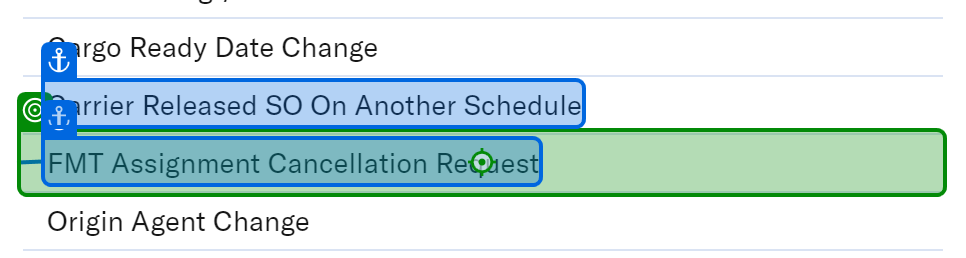 Cargo Ready Date Change
Carrier Released SO On Another Schedule
FMT Assignment Cancellation Request
Origin Agent Change